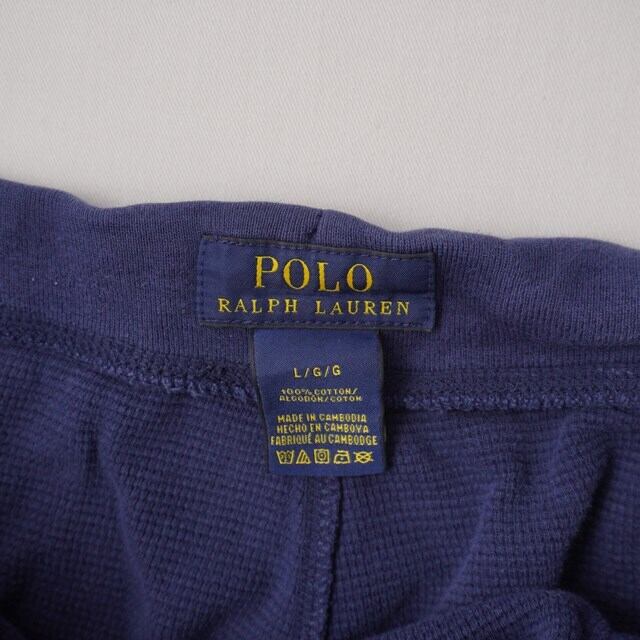 POLO
RALPH LAUREN
L/G/G
100% COTTON/
ALGODÓN/COTON
MADE IN CAMBODIA
HECHO EN CAMBOYA
FABRIQUÉ AU CAMBODGE